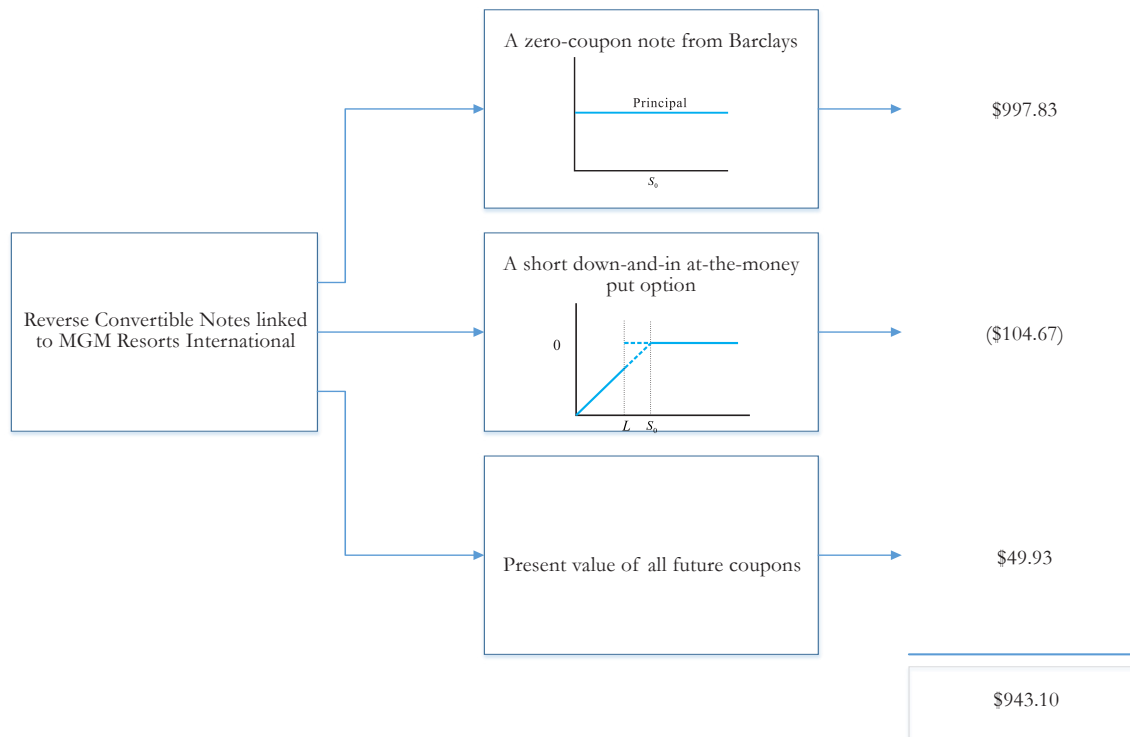 A zero-coupon note from Barclays
Principal
S₀
$997.83
Reverse Convertible Notes linked
to MGM Resorts International
A short down-and-in at-the-money
put option
0
L S₀
($104.67)
Present value of all future coupons
$49.93
$943.10